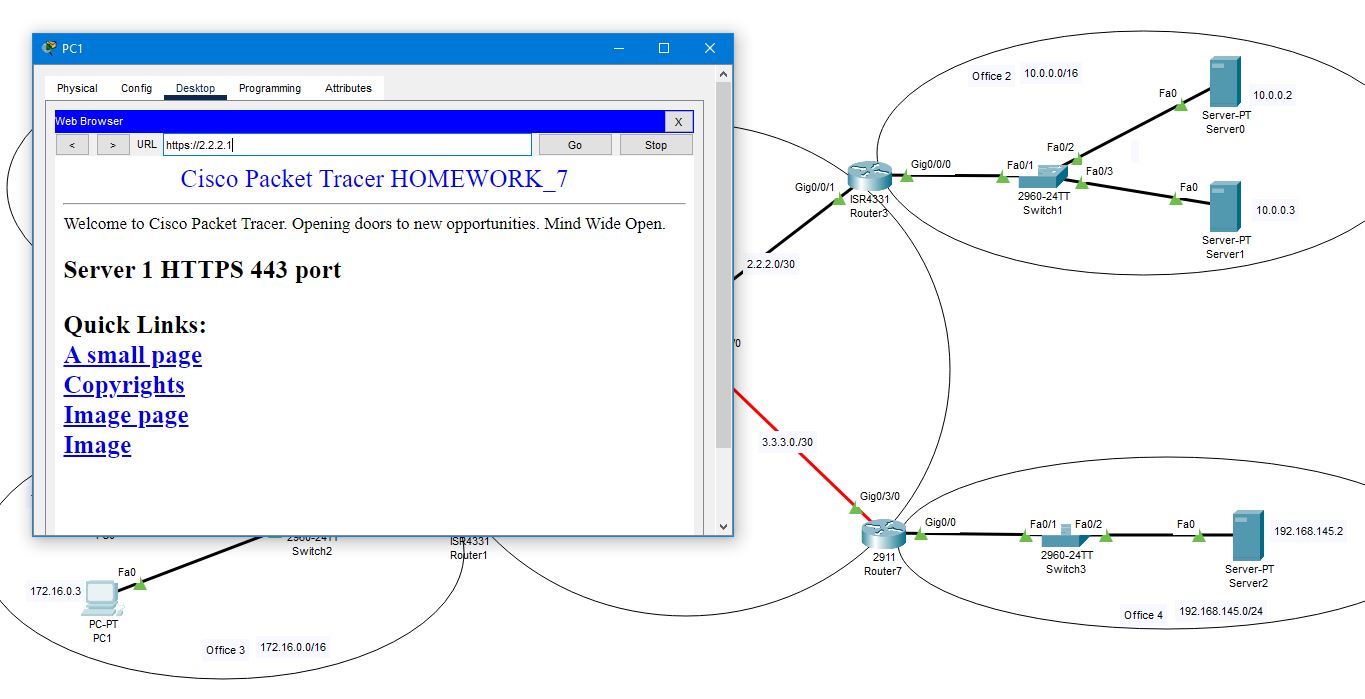 PC1
Physical Config Desktop Programming Attributes
Web Browser X
< > URL https://2.2.2.1 Go Stop
Cisco Packet Tracer HOMEWORK_7
Welcome to Cisco Packet Tracer. Opening doors to new opportunities. Mind Wide Open.
Server 1 HTTPS 443 port
Quick Links:
A small page
Copyrights
Image page
Image
Office 2 10.0.0.0/16
Fa0
10.0.0.2
Server-PT
Server0
Fa0/2
Gig0/0/0
Fa0/1
Fa0/3
Gig0/0/1
ISR4331
Router3
2960-24TT
Switch1
Fa0
10.0.0.3
Server-PT
Server1
2.2.2.0/30
3.3.3.0./30
Gig0/3/0
Gig0/0
2911
Router7
Fa0/1 Fa0/2
2960-24TT
Switch3
Fa0
192.168.145.2
Server-PT
Server2
Office 4 192.168.145.0/24
2960-24TT
Switch2
ISR4331
Router1
Fa0
172.16.0.3
PC-PT
PC1
Office 3 172.16.0.0/16